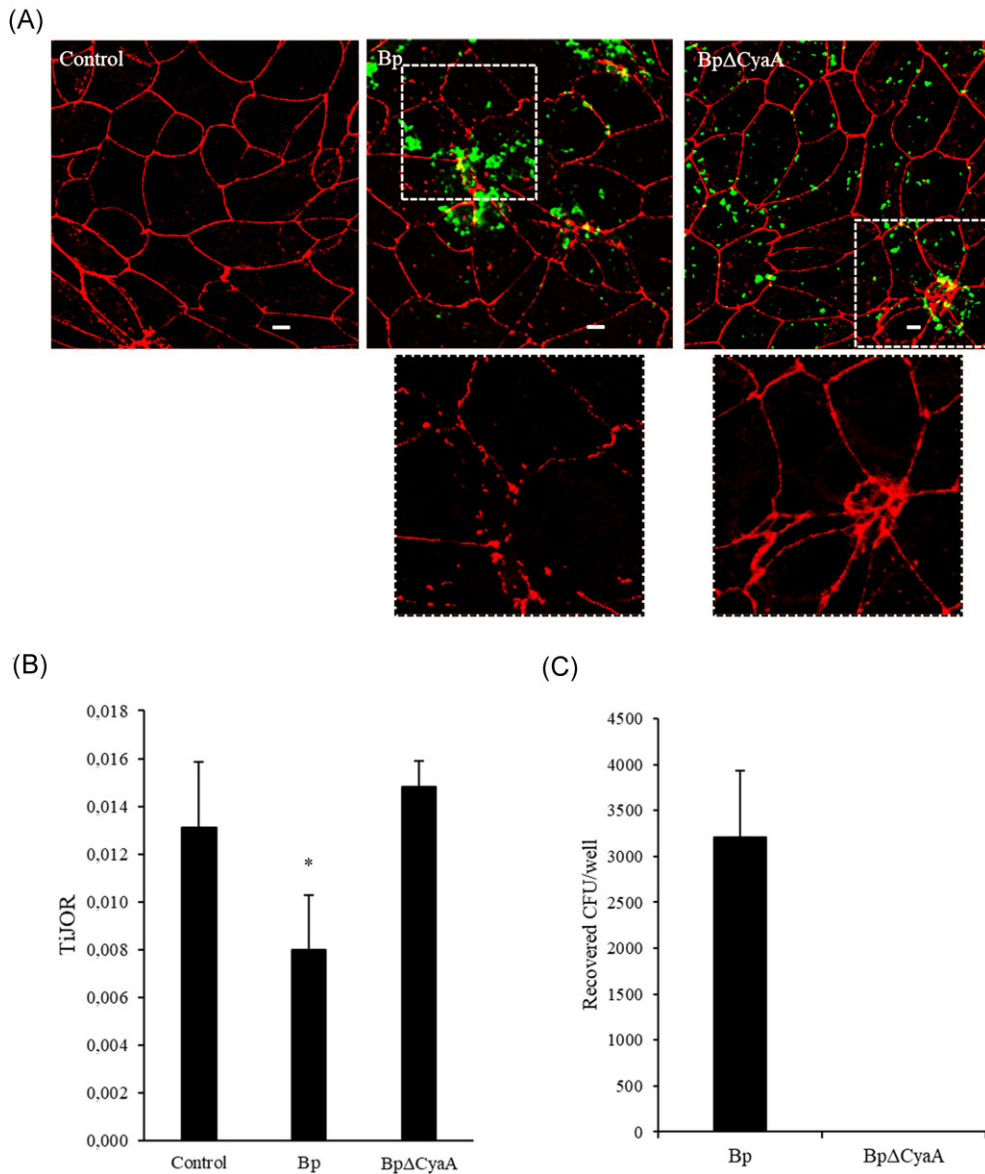 (A)
Control
Bp
BpΔCyaA
(B)
TiJOR
0,018
0,016
0,014
0,012
0,010
0,008
0,006
0,004
0,002
0,000
*
Control
Bp
BpΔCyaA
(C)
Recovered CFU/well
4500
4000
3500
3000
2500
2000
1500
1000
500
0
Bp
BpΔCyaA